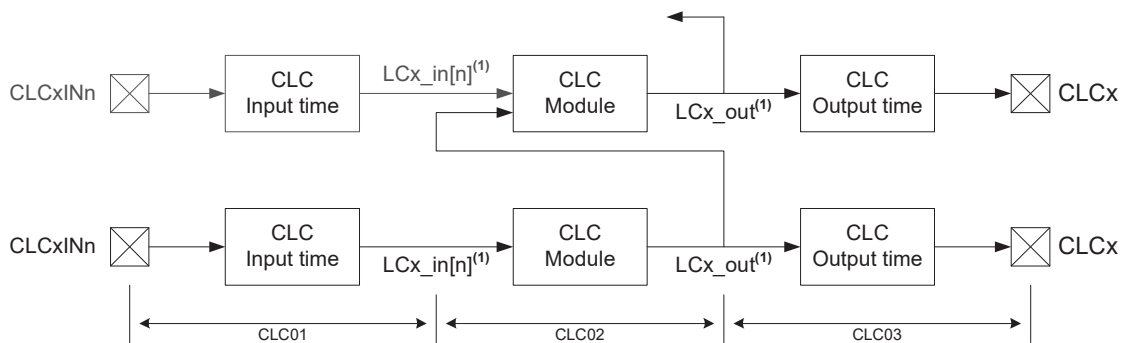 CLCxINn
CLC
Input time
LCx_in[n](1)
CLC
Module
LCx_out(1)
CLC
Output time
CLCx
CLCxINn
CLC
Input time
LCx_in[n](1)
CLC
Module
LCx_out(1)
CLC
Output time
CLCx
CLC01
CLC02
CLC03